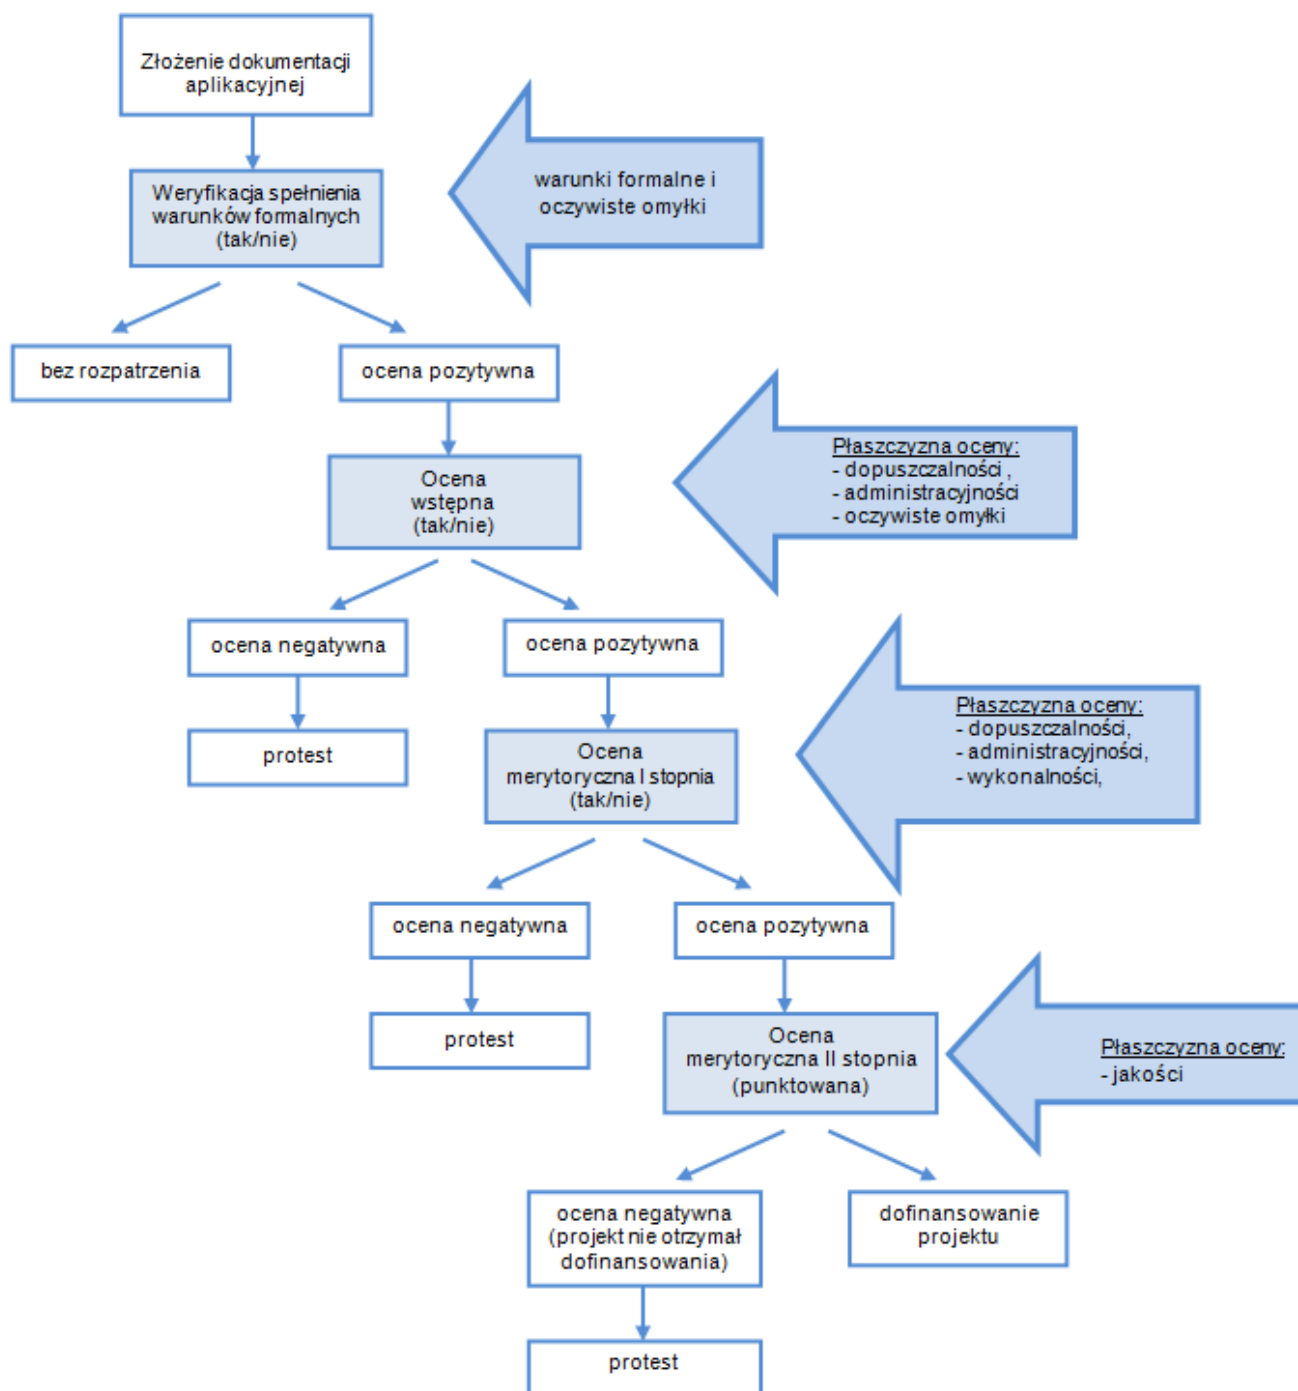 Złożenie dokumentacji
aplikacyjnej
Weryfikacja spełnienia
warunków formalnych
(tak/nie)
warunki formalne i
oczywiste omyłki
bez rozpatrzenia
ocena pozytywna
Ocena
wstępna
(tak/nie)
Płaszczyzna oceny:
- dopuszczalności ,
- administracyjności
- oczywiste omyłki
ocena negatywna
ocena pozytywna
protest
Ocena
merytoryczna I stopnia
(tak/nie)
Płaszczyzna oceny:
- dopuszczalności,
- administracyjności,
- wykonalności,
ocena negatywna
ocena pozytywna
protest
Ocena
merytoryczna II stopnia
(punktowana)
Płaszczyzna oceny:
- jakości
ocena negatywna
(projekt nie otrzymał
dofinansowania)
dofinansowanie
projektu
protest